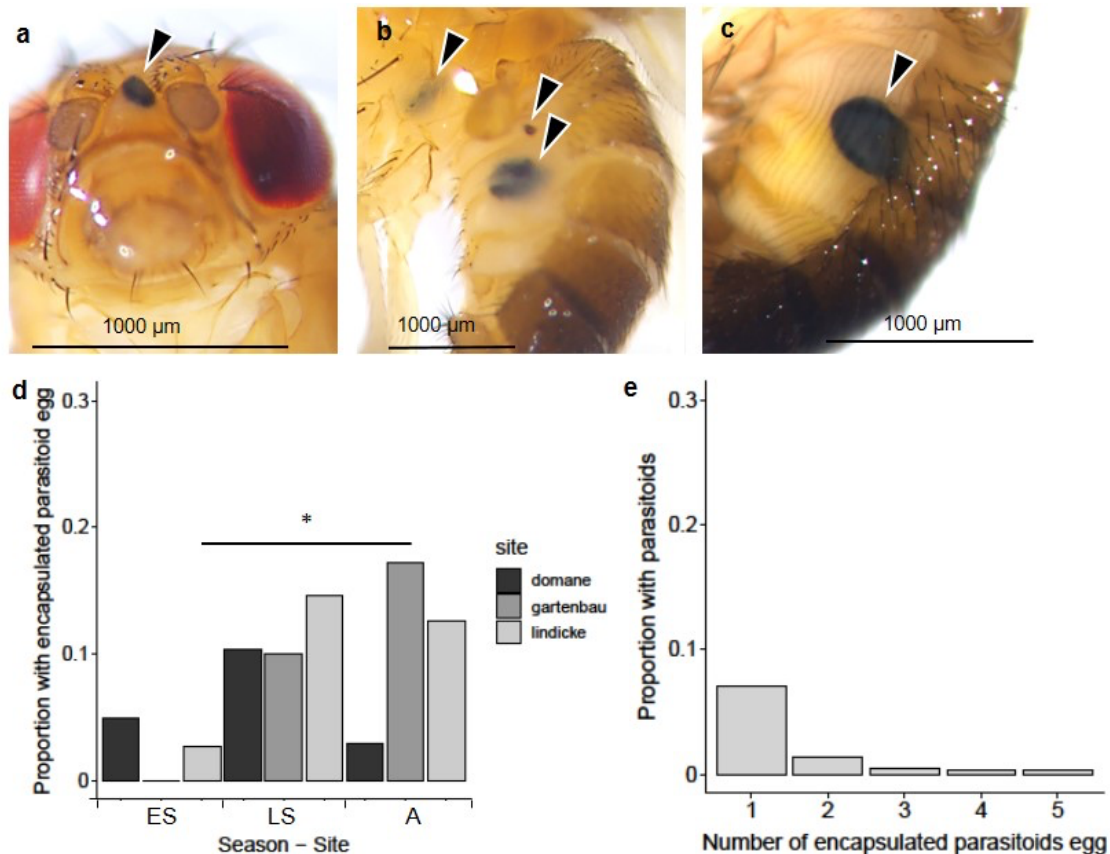 a
b
c
1000 µm
1000 µm
1000 µm
d
Proportion with encapsulated parasitoid egg
0.3
0.2
0.1
0
*
ES
LS
A
Season – Site
site
domane
gartenbau
lindicke
e
Proportion with parasitoids
0.3
0.2
0.1
0
1 2 3 4 5
Number of encapsulated parasitoids egg